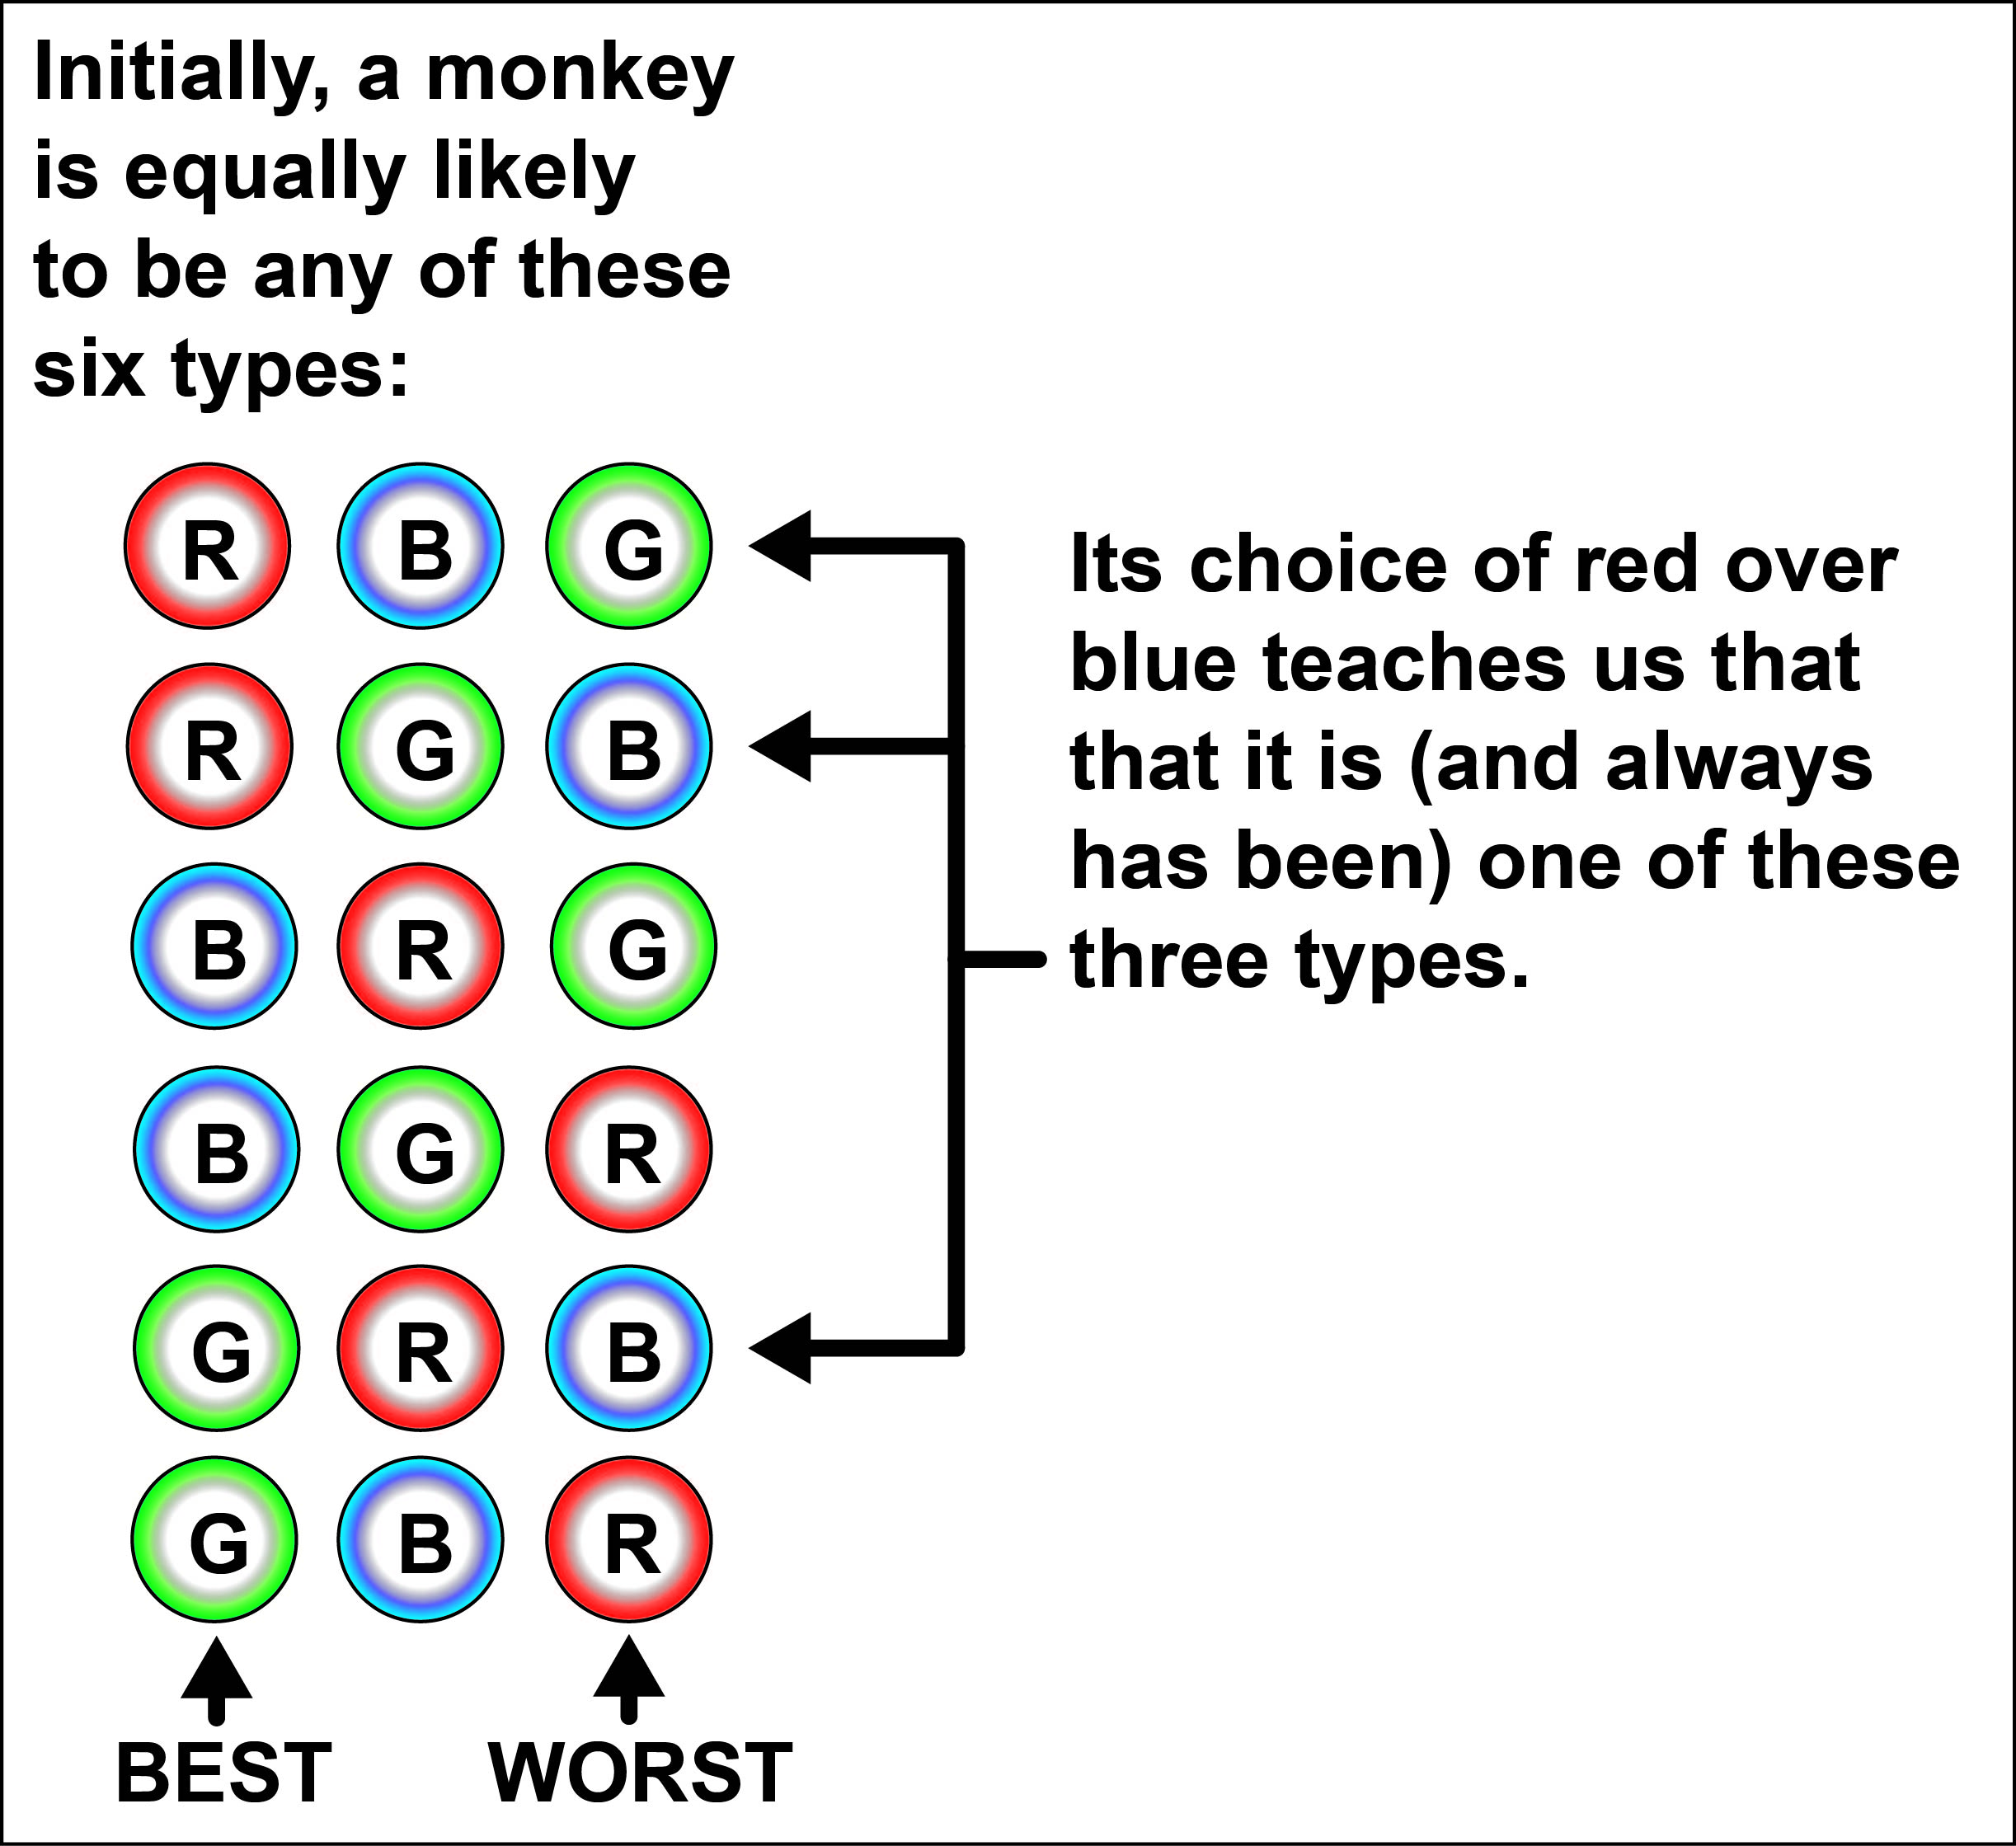 Initially, a monkey
is equally likely
to be any of these
six types:
R B G
R G B
B R G
B G R
G R B
G B R
Its choice of red over
blue teaches us that
that it is (and always
has been) one of these
three types.
BEST WORST